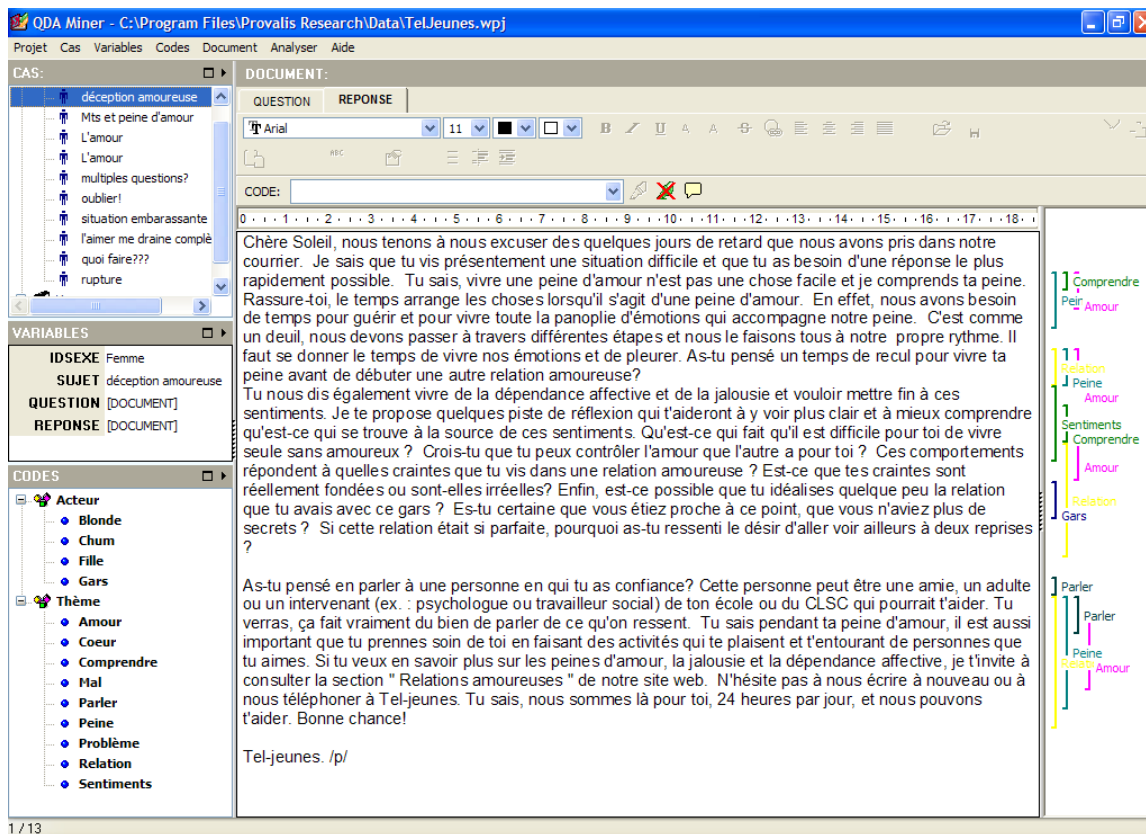 QDA Miner - C:\Program Files\Provalis Research\Data\TelJeunes.wpj
Projet Cas Variables Codes Document Analyser Aide
CAS:
déception amoureuse
Mts et peine d'amour
L'amour
L'amour
multiples questions?
oublier!
situation embarassante
l'aimer me draine complè
quoi faire???
rupture
VARIABLES
IDSEXE Femme
SUJET déception amoureuse
QUESTION [DOCUMENT]
REPONSE [DOCUMENT]
CODES
Acteur
Blonde
Chum
Fille
Gars
Thème
Amour
Coeur
Comprendre
Mal
Parler
Peine
Problème
Relation
Sentiments
1 / 13
DOCUMENT:
QUESTION REPONSE
Arial 11 B I U A A S
ABC
CODE:
0 1 2 3 4 5 6 7 8 9 10 11 12 13 14 15 16 17 18
Chère Soleil, nous tenons à nous excuser des quelques jours de retard que nous avons pris dans notre
courrier. Je sais que tu vis présentement une situation difficile et que tu as besoin d'une réponse le plus
rapidement possible. Tu sais, vivre une peine d'amour n'est pas une chose facile et je comprends ta peine.
Rassure-toi, le temps arrange les choses lorsqu'il s'agit d'une peine d'amour. En effet, nous avons besoin
de temps pour guérir et pour vivre toute la panoplie d'émotions qui accompagne notre peine. C'est comme
un deuil, nous devons passer à travers différentes étapes et nous le faisons tous à notre propre rythme. Il
faut se donner le temps de vivre nos émotions et de pleurer. As-tu pensé un temps de recul pour vivre ta
peine avant de débuter une autre relation amoureuse?
Tu nous dis également vivre de la dépendance affective et de la jalousie et vouloir mettre fin à ces
sentiments. Je te propose quelques piste de réflexion qui t'aideront à y voir plus clair et à mieux comprendre
qu'est-ce qui se trouve à la source de ces sentiments. Qu'est-ce qui fait qu'il est difficile pour toi de vivre
seule sans amoureux ? Crois-tu que tu peux contrôler l'amour que l'autre a pour toi ? Ces comportements
répondent à quelles craintes que tu vis dans une relation amoureuse ? Est-ce que tes craintes sont
réellement fondées ou sont-elles irréelles? Enfin, est-ce possible que tu idéalises quelque peu la relation
que tu avais avec ce gars ? Es-tu certaine que vous étiez proche à ce point, que vous n'aviez plus de
secrets ? Si cette relation était si parfaite, pourquoi as-tu ressenti le désir d'aller voir ailleurs à deux reprises
?
As-tu pensé en parler à une personne en qui tu as confiance? Cette personne peut être une amie, un adulte
ou un intervenant (ex. : psychologue ou travailleur social) de ton école ou du CLSC qui pourrait t'aider. Tu
verras, ça fait vraiment du bien de parler de ce qu'on ressent. Tu sais pendant ta peine d'amour, il est aussi
important que tu prennes soin de toi en faisant des activités qui te plaisent et t'entourant de personnes que
tu aimes. Si tu veux en savoir plus sur les peines d'amour, la jalousie et la dépendance affective, je t'invite à
consulter la section " Relations amoureuses " de notre site web. N'hésite pas à nous écrire à nouveau ou à
nous téléphoner à Tel-jeunes. Tu sais, nous sommes là pour toi, 24 heures par jour, et nous pouvons
t'aider. Bonne chance!
Tel-jeunes. /p/
Comprendre
Peir Amour
Relation
Peine
Amour
Sentiments
Comprendre
Amour
Relation
Gars
Parler
Parler
Peine
Relati Amour